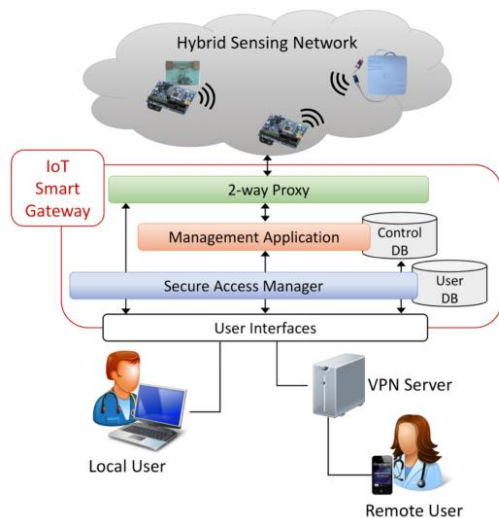 Hybrid Sensing Network
IoT
Smart
Gateway
2-way Proxy
Management Application
Control
DB
Secure Access Manager
User
DB
User Interfaces
VPN Server
Local User
Remote User